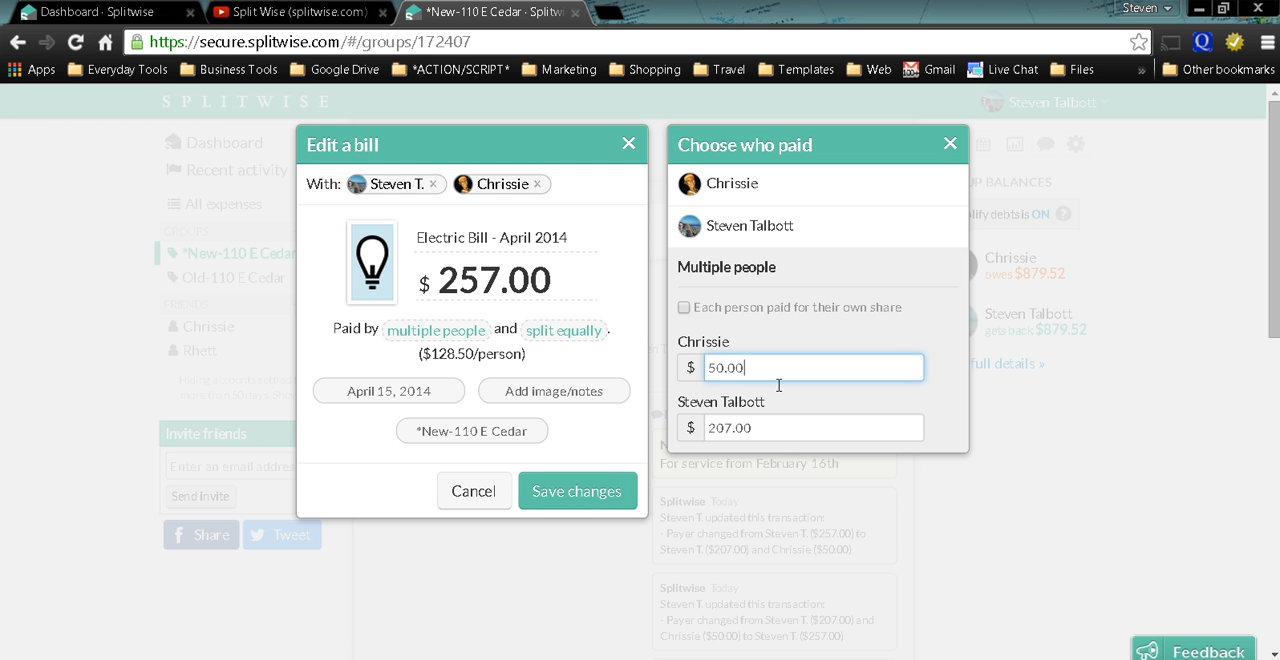 Dashboard · Splitwise
Split Wise (splitwise.com)
*New-110 E Cedar · Splitw
Steven
https://secure.splitwise.com/#/groups/172407
Apps
Everyday Tools
Business Tools
Google Drive
*ACTION/SCRIPT*
Marketing
Shopping
Travel
Templates
Web
Gmail
Live Chat
Files
»
Other bookmarks
SPLITWISE
Steven Talbott
Dashboard
Recent activity
All expenses
GROUPS
*New-110 E Cedar
Old-110 E Cedar
FRIENDS
Chrissie
Rhett
Invite friends
Enter an email addres
Send invite
Share
Tweet
Edit a bill
With: Steven T. × Chrissie ×
Electric Bill - April 2014
$ 257.00
Paid by multiple people and split equally.
($128.50/person)
April 15, 2014
Add image/notes
*New-110 E Cedar
Cancel
Save changes
Choose who paid
Chrissie
Steven Talbott
Multiple people
Each person paid for their own share
Chrissie
$ 50.00
Steven Talbott
$ 207.00
UP BALANCES
lify debts is ON ?
Chrissie
owes $879.52
Steven Talbott
gets back $879.52
full details »
For service from February 16th
Splitwise Today
Steven T. updated this transaction:
- Payer changed from Steven T. ($257.00) to
Steven T. ($207.00) and Chrissie ($50.00)
Splitwise Today
Steven T. updated this transaction:
- Payer changed from Steven T. ($207.00) and
Chrissie ($50.00) to Steven T. ($257.00)
Feedback